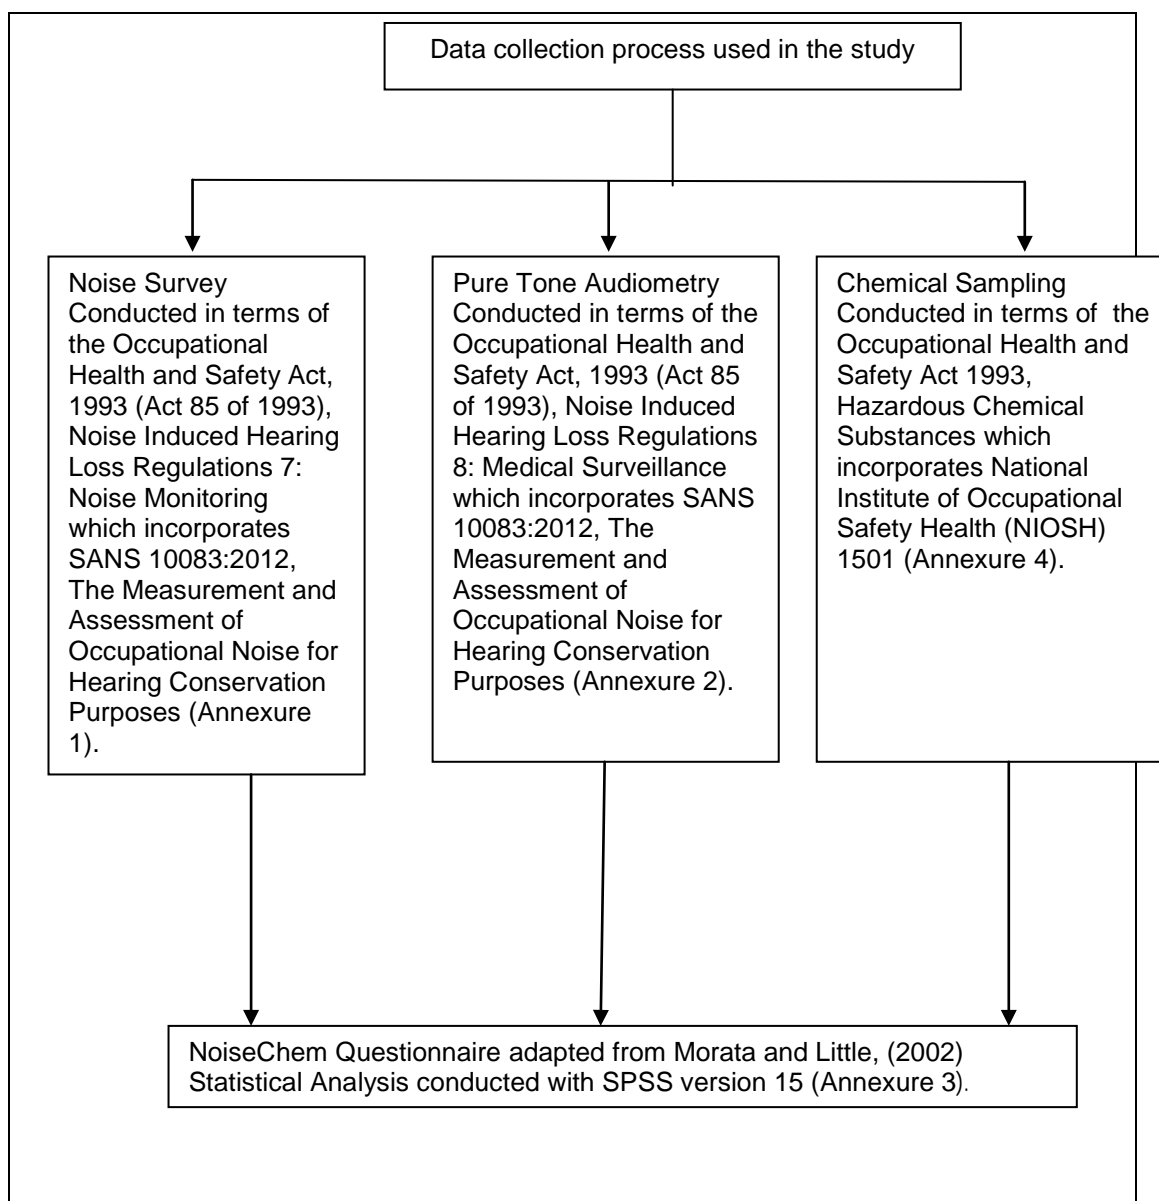 Data collection process used in the study
Noise Survey
Conducted in terms of
the Occupational
Health and Safety Act,
1993 (Act 85 of 1993),
Noise Induced Hearing
Loss Regulations 7:
Noise Monitoring
which incorporates
SANS 10083:2012,
The Measurement and
Assessment of
Occupational Noise for
Hearing Conservation
Purposes (Annexure
1).
Pure Tone Audiometry
Conducted in terms of the
Occupational Health and
Safety Act, 1993 (Act 85
of 1993), Noise Induced
Hearing Loss Regulations
8: Medical Surveillance
which incorporates SANS
10083:2012, The
Measurement and
Assessment of
Occupational Noise for
Hearing Conservation
Purposes (Annexure 2).
Chemical Sampling
Conducted in terms of  the
Occupational Health and
Safety Act 1993,
Hazardous Chemical
Substances which
incorporates National
Institute of Occupational
Safety Health (NIOSH)
1501 (Annexure 4).
NoiseChem Questionnaire adapted from Morata and Little, (2002)
Statistical Analysis conducted with SPSS version 15 (Annexure 3).